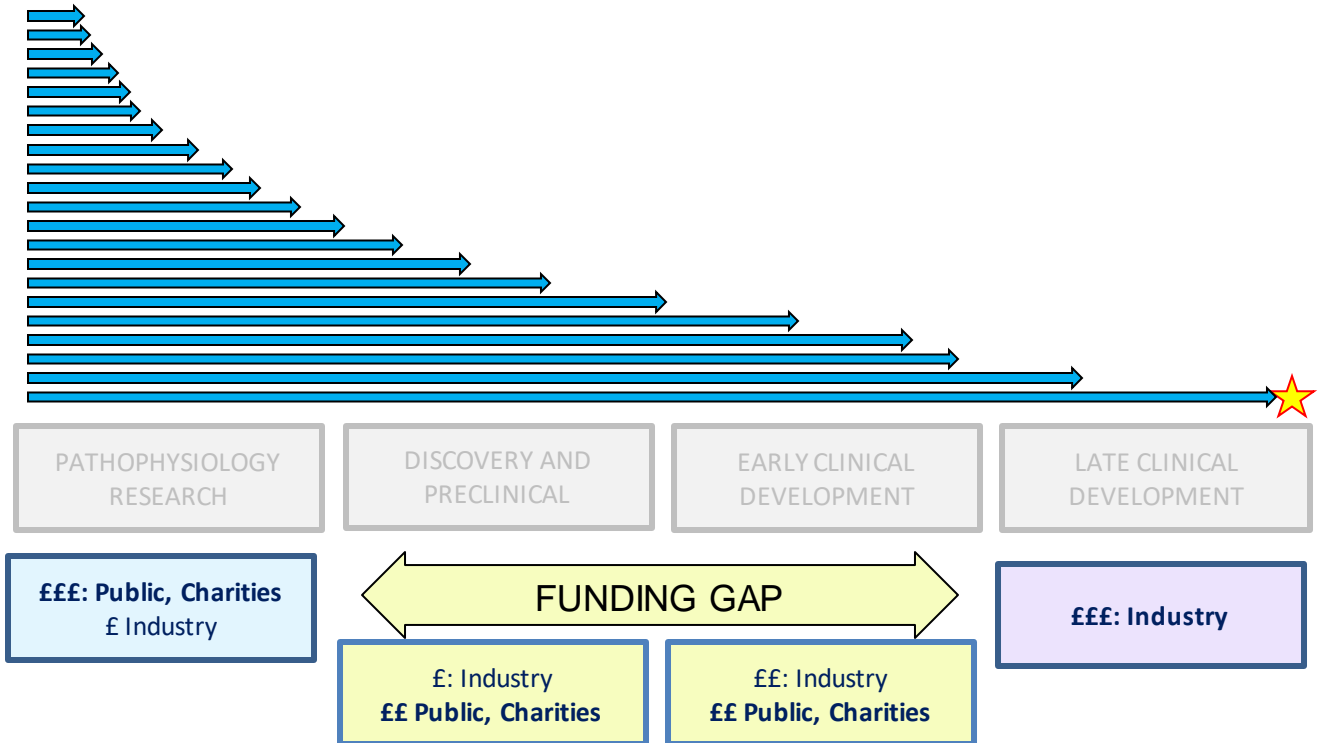 PATHOPHYSIOLOGY
RESEARCH
DISCOVERY AND
PRECLINICAL
EARLY CLINICAL
DEVELOPMENT
LATE CLINICAL
DEVELOPMENT
£££: Public, Charities
£ Industry
FUNDING GAP
£££: Industry
£: Industry
££ Public, Charities
££: Industry
££ Public, Charities